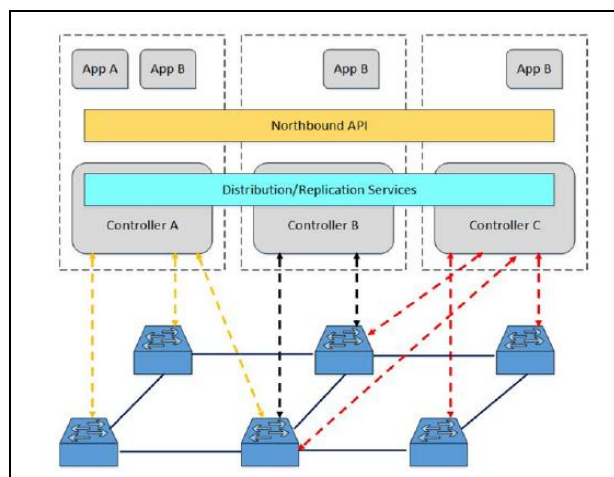 App A
App B
App B
App B
Northbound API
Distribution/Replication Services
Controller A
Controller B
Controller C